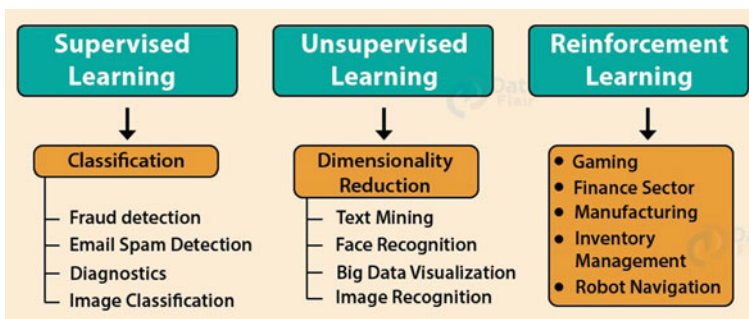 Supervised
Learning
Classification
Fraud detection
Email Spam Detection
Diagnostics
Image Classification
Unsupervised
Learning
Dimensionality
Reduction
Text Mining
Face Recognition
Big Data Visualization
Image Recognition
Reinforcement
Learning
Gaming
Finance Sector
Manufacturing
Inventory
Management
Robot Navigation